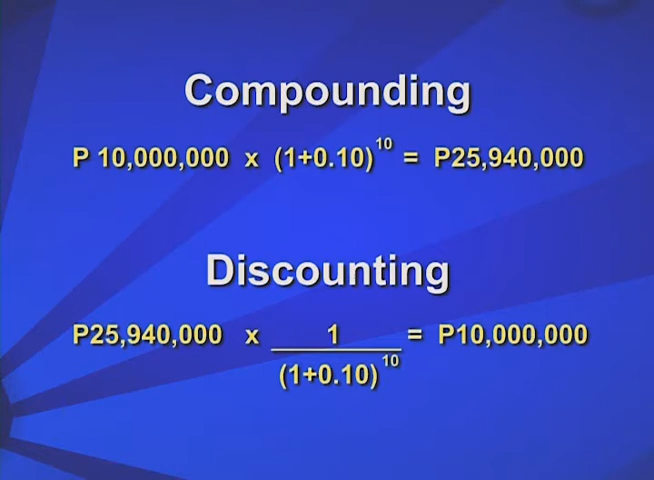 Compounding
P 10,000,000 x (1+0.10)^10 = P25,940,000
Discounting
P25,940,000 x 1 = P10,000,000
(1+0.10)^10